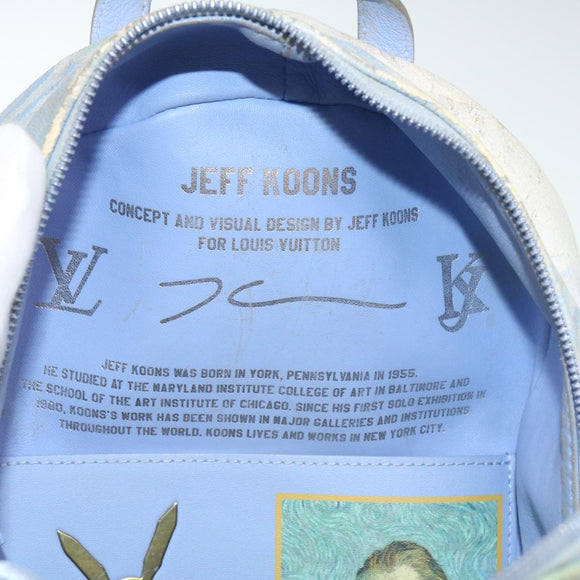 JEFF KOONS
CONCEPT AND VISUAL DESIGN BY JEFF KOONS
FOR LOUIS VUITTON
LV
JK
JEFF KOONS WAS BORN IN YORK, PENNSYLVANIA IN 1955.
HE STUDIED AT THE MARYLAND INSTITUTE COLLEGE OF ART IN BALTIMORE AND
THE SCHOOL OF THE ART INSTITUTE OF CHICAGO. SINCE HIS FIRST SOLO EXHIBITION IN
1980, KOONS'S WORK HAS BEEN SHOWN IN MAJOR GALLERIES AND INSTITUTIONS
THROUGHOUT THE WORLD. KOONS LIVES AND WORKS IN NEW YORK CITY.